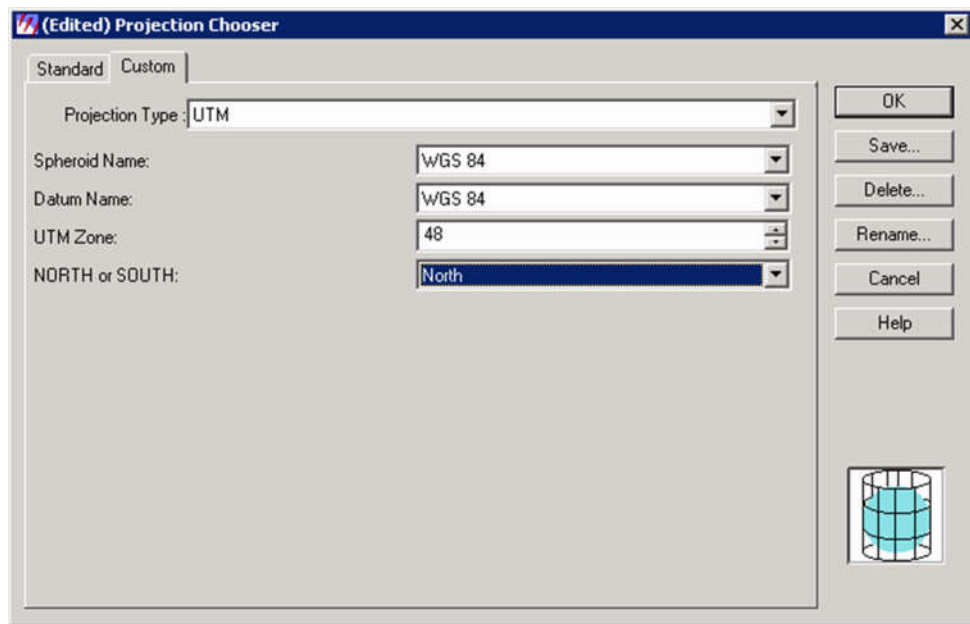 (Edited) Projection Chooser
Standard Custom
Projection Type : UTM
Spheroid Name: WGS 84
Datum Name: WGS 84
UTM Zone: 48
NORTH or SOUTH: North
OK
Save...
Delete...
Rename...
Cancel
Help